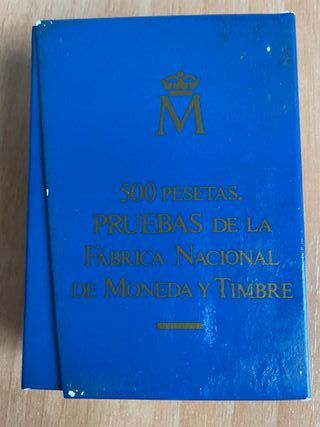 M
500 PESETAS.
PRUEBAS DE LA
FÁBRICA NACIONAL
DE MONEDA Y TIMBRE